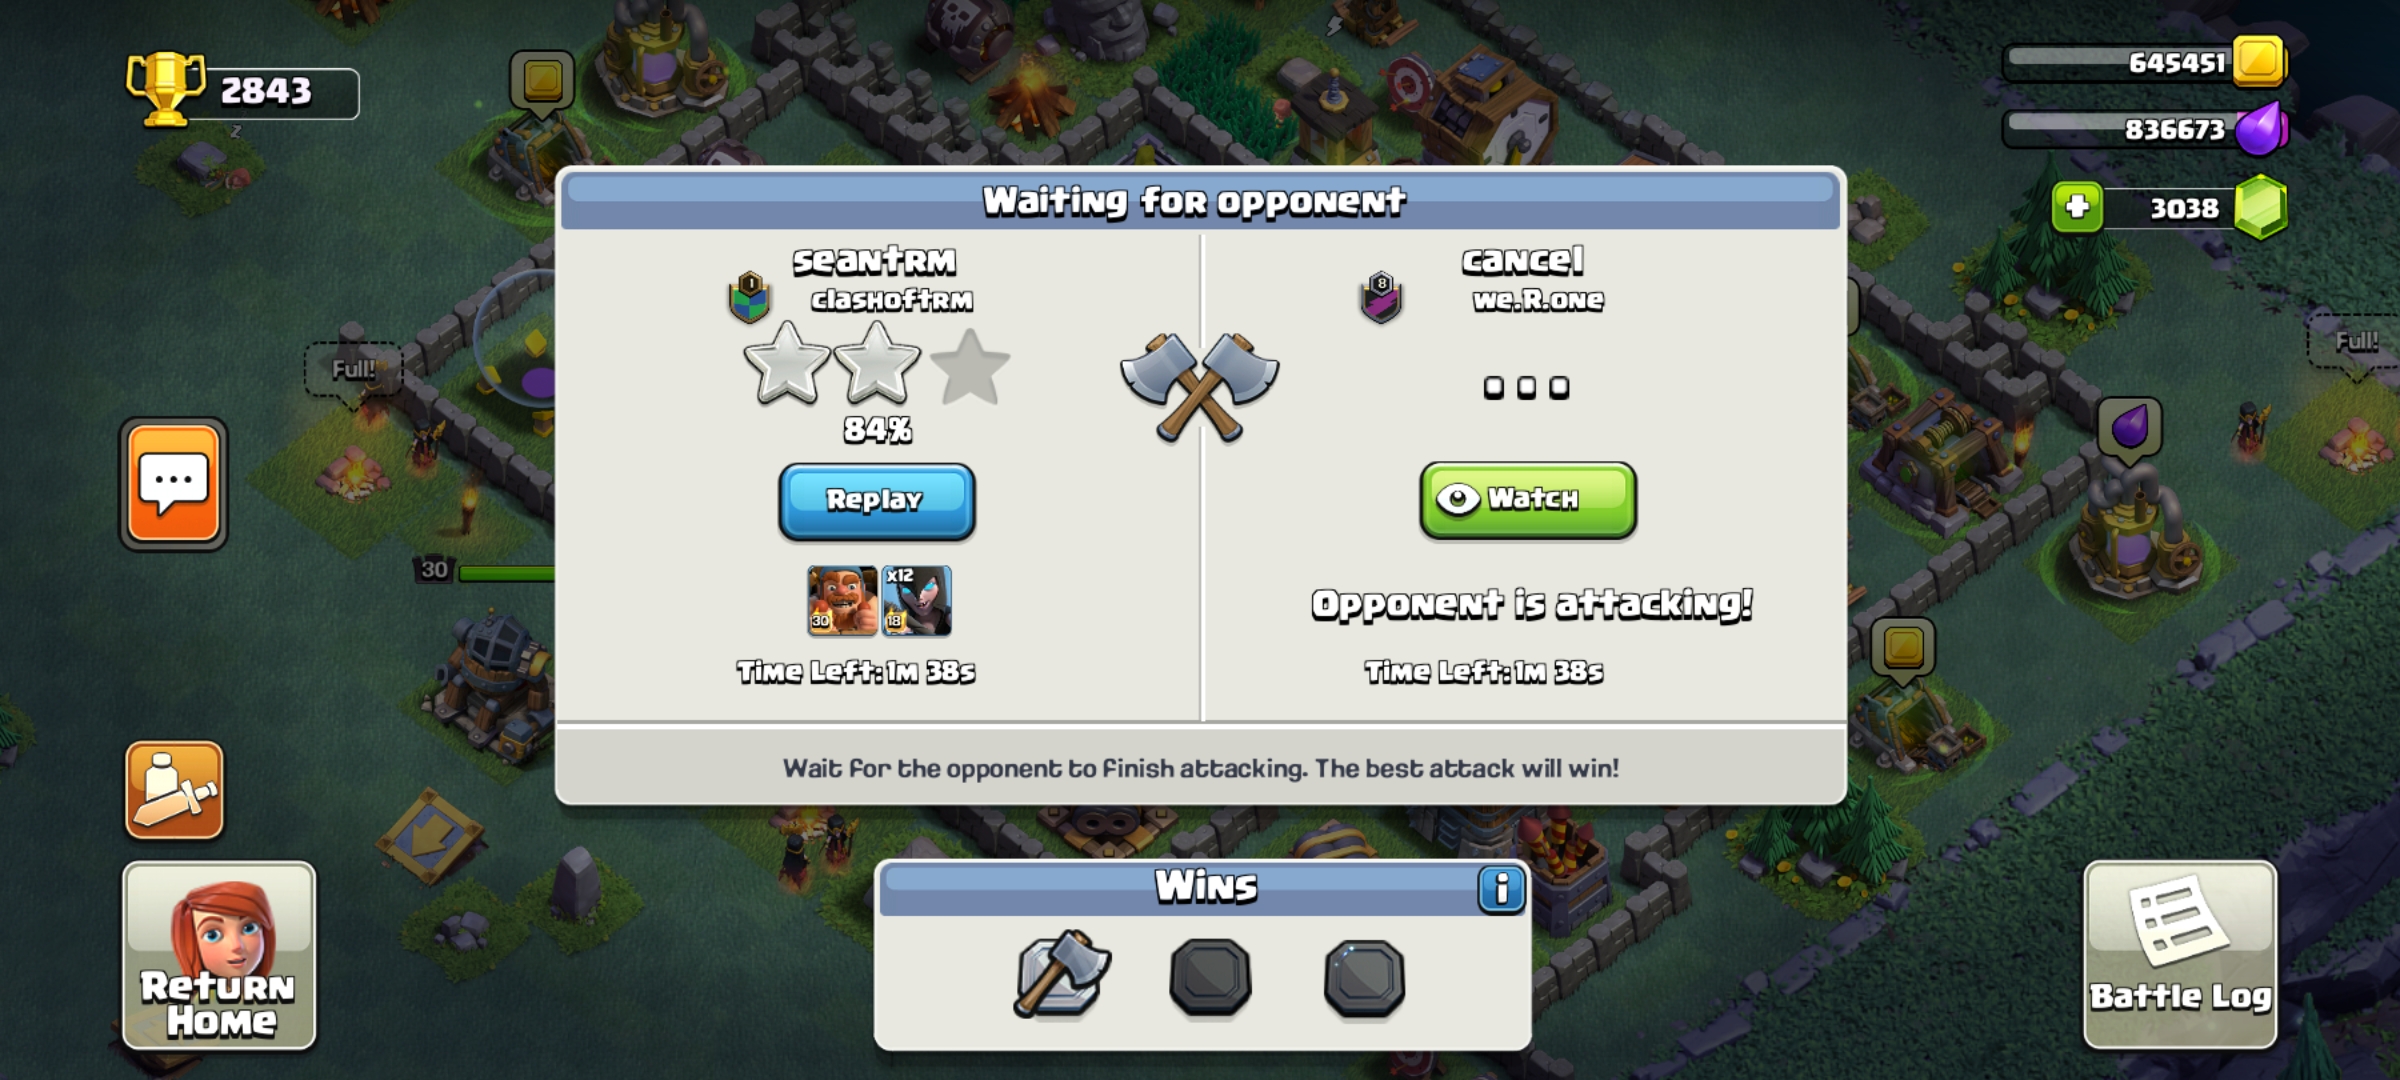 2843
645451
836673
3038
Waiting for opponent
seantrm
1
clashoftrm
cancel
8
we.R.one
84%
Replay
Watch
Full!
Full!
30
x12
30
18
Opponent is attacking!
Time Left:1m 38s
Time Left:1m 38s
Wait for the opponent to finish attacking. The best attack will win!
Wins
i
Return
Home
Battle Log
z